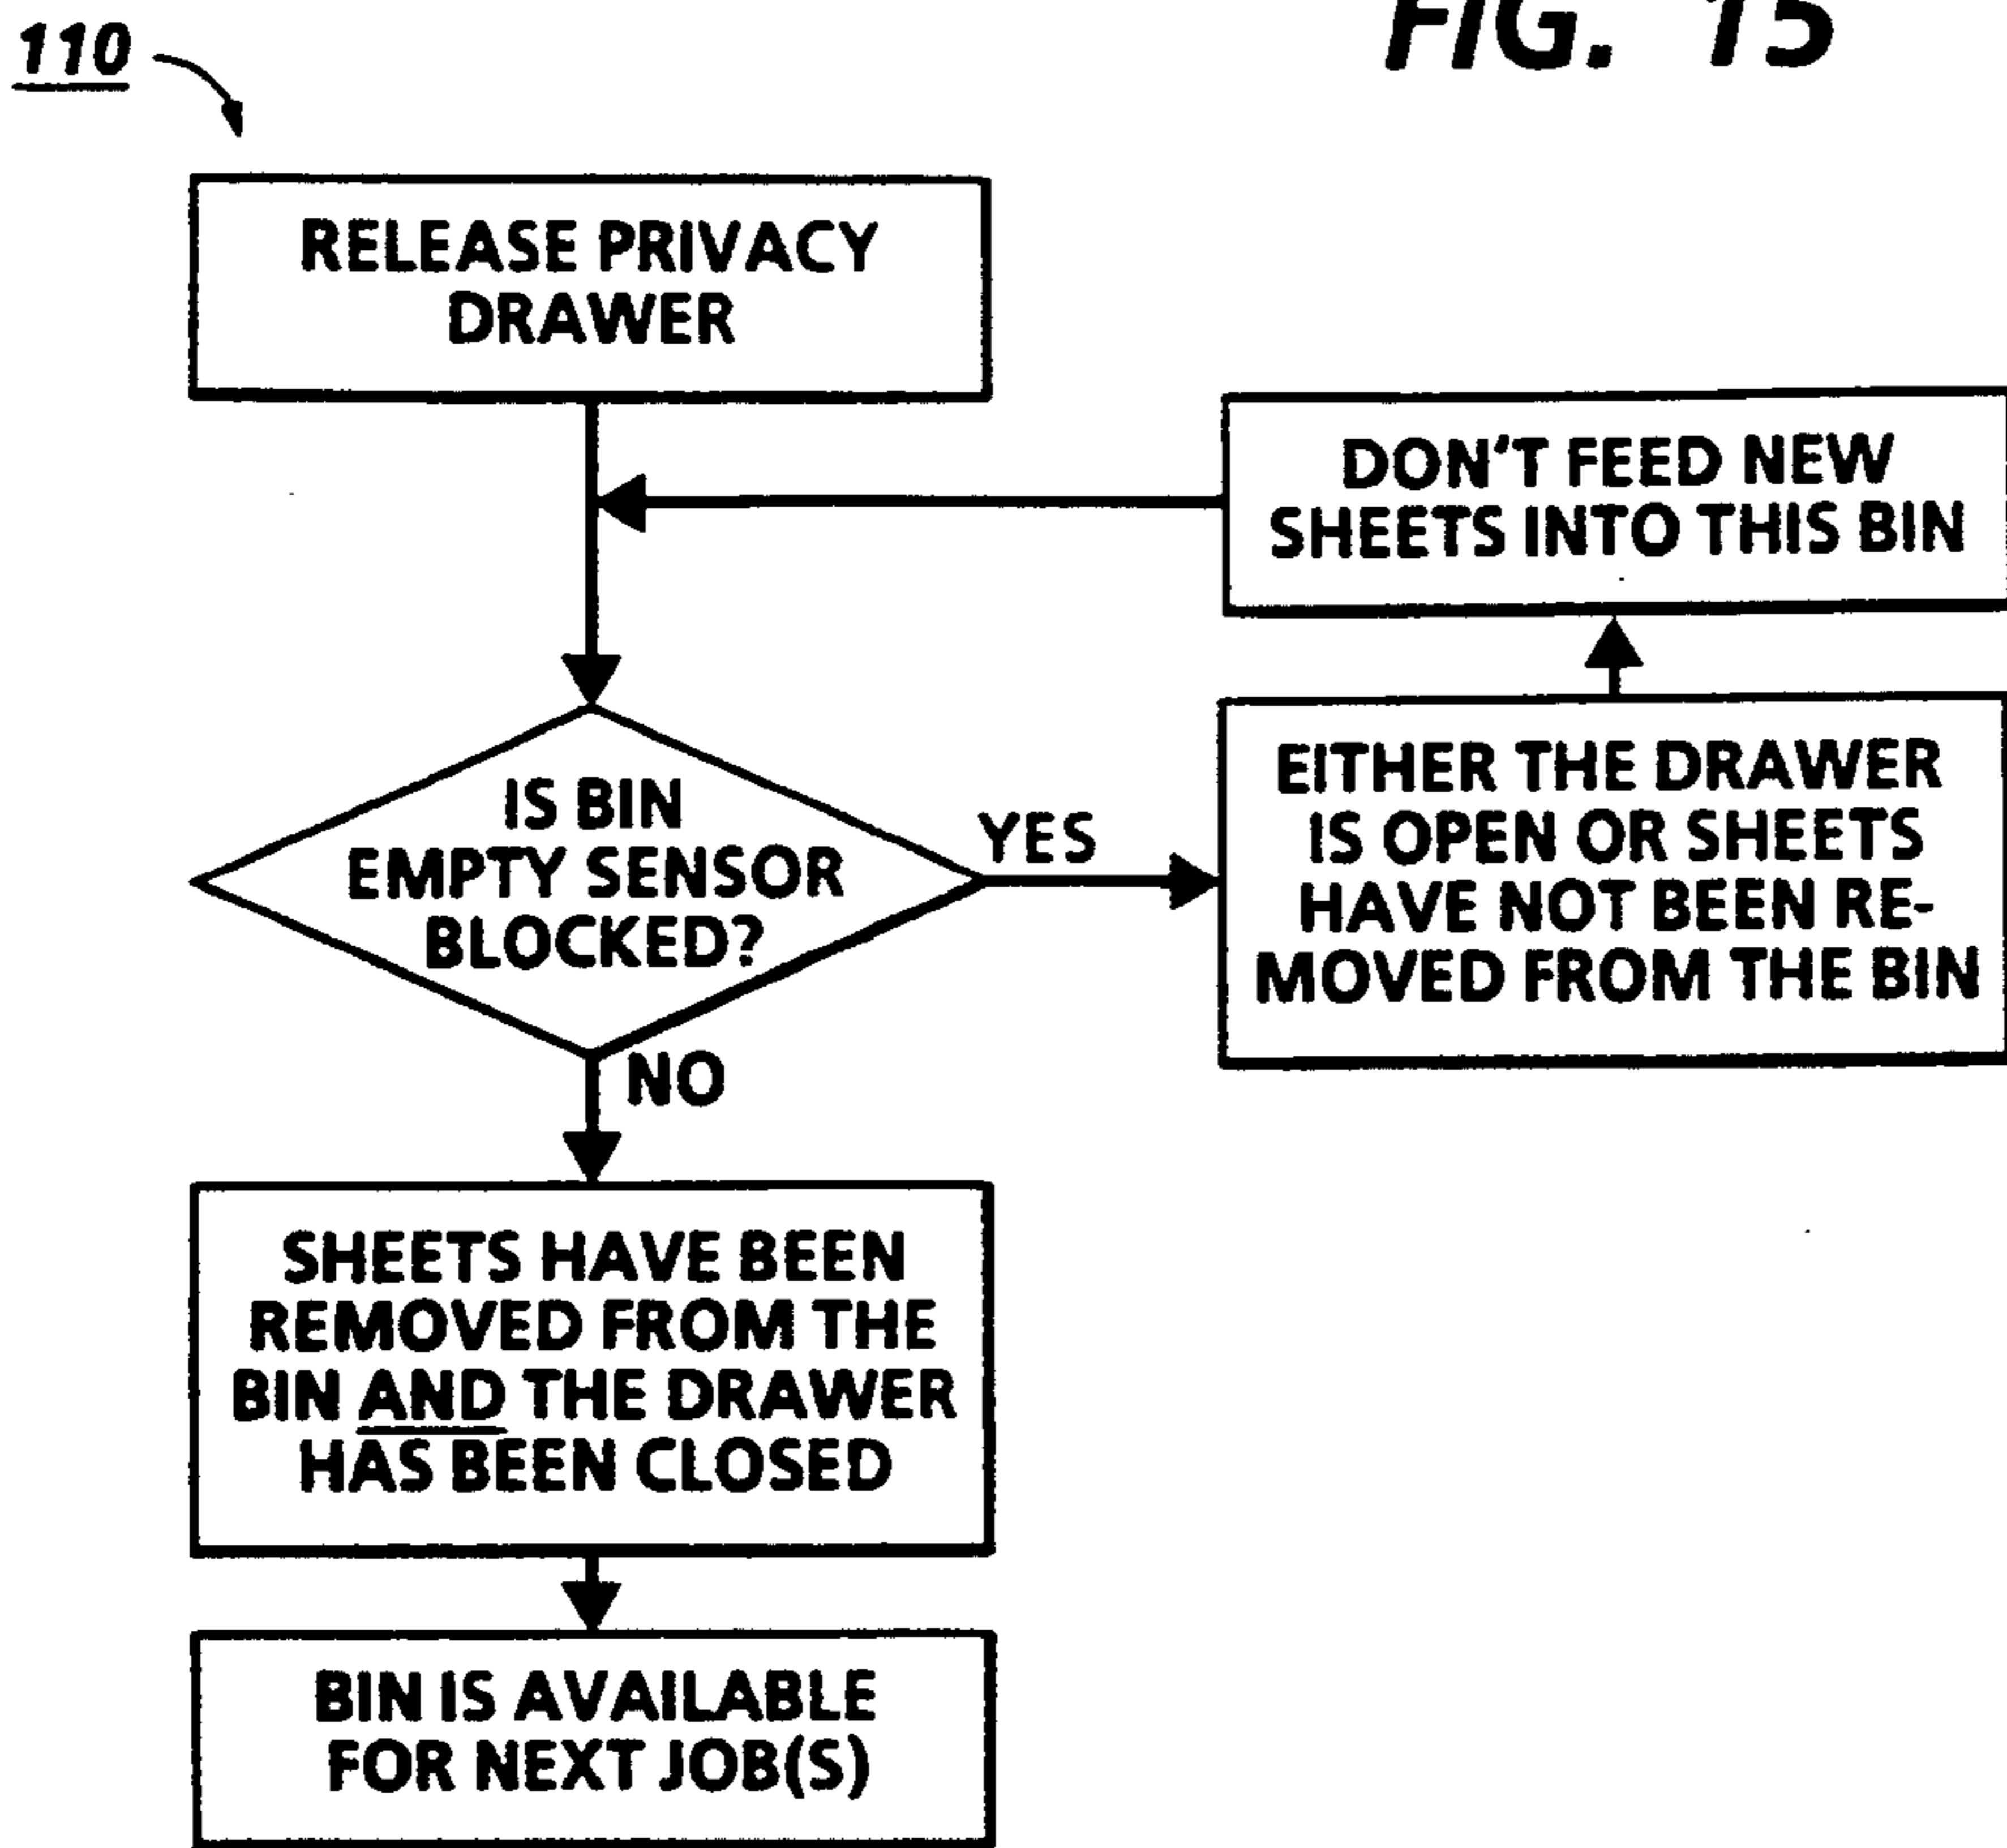 110
FIG. 15
RELEASE PRIVACY
DRAWER
DON'T FEED NEW
SHEETS INTO THIS BIN
IS BIN
EMPTY SENSOR
BLOCKED?
YES
EITHER THE DRAWER
IS OPEN OR SHEETS
HAVE NOT BEEN RE-
MOVED FROM THE BIN
NO
SHEETS HAVE BEEN
REMOVED FROM THE
BIN AND THE DRAWER
HAS BEEN CLOSED
BIN IS AVAILABLE
FOR NEXT JOB(S)